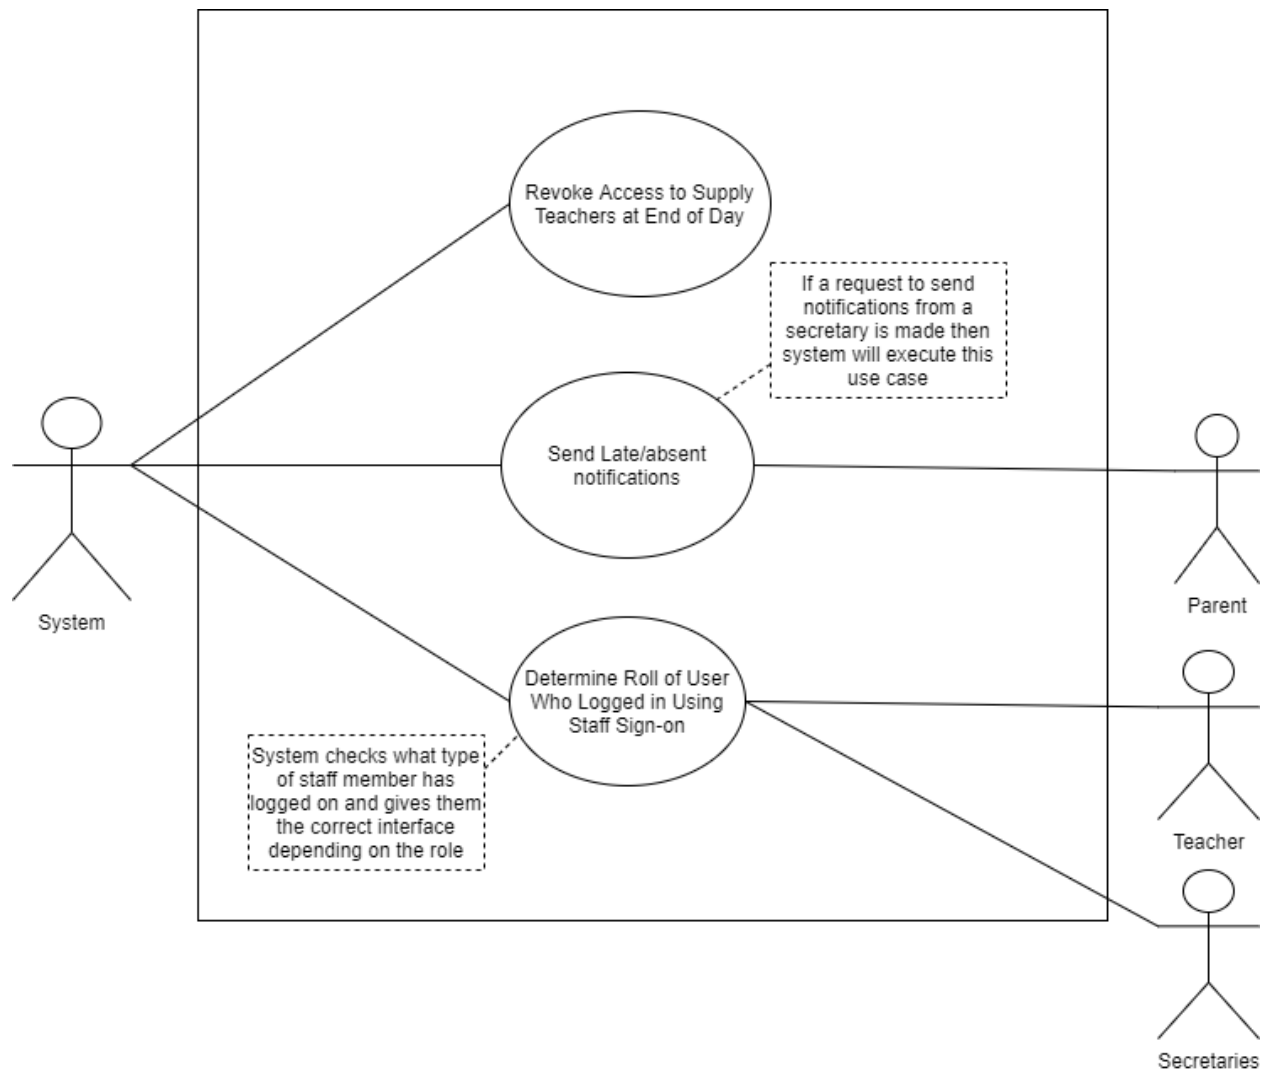 Revoke Access to Supply
Teachers at End of Day
If a request to send
notifications from a
secretary is made then
system will execute this
use case
Send Late/absent
notifications
System
Parent
Determine Roll of User
Who Logged in Using
Staff Sign-on
System checks what type
of staff member has
logged on and gives them
the correct interface
depending on the role
Teacher
Secretaries